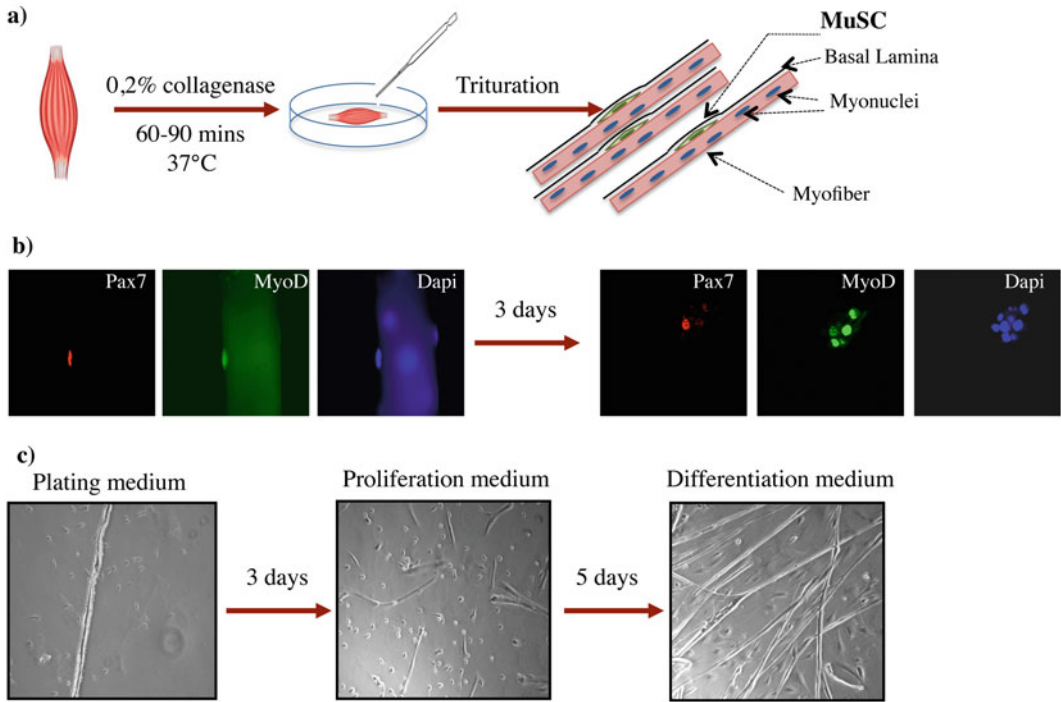 a)
0,2% collagenase
60-90 mins
37°C
Trituration
MuSC
Basal Lamina
Myonuclei
Myofiber
b)
Pax7
MyoD
Dapi
3 days
Pax7
MyoD
Dapi
c)
Plating medium
3 days
Proliferation medium
5 days
Differentiation medium